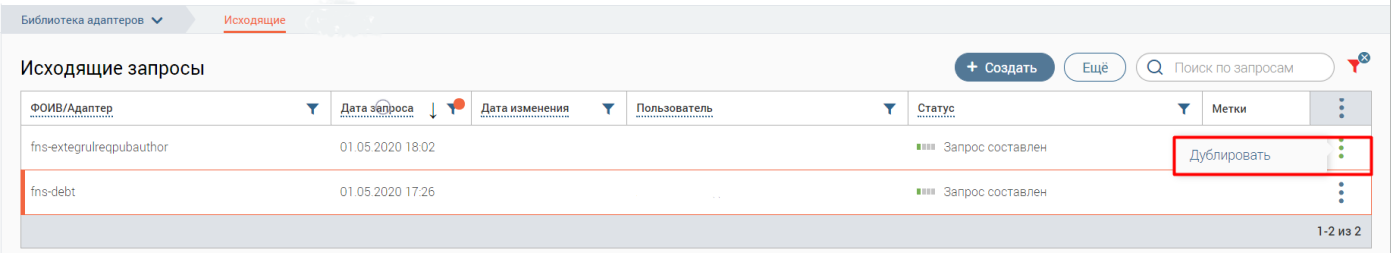 Библиотека адаптеров Исходящие
Исходящие запросы + Создать Ещё Поиск по запросам
ФОИВ/Адаптер Дата запроса Дата изменения Пользователь Статус Метки
fns-extegrulreqpubauthor 01.05.2020 18:02 Запрос составлен Дублировать
fns-debt 01.05.2020 17:26 Запрос составлен
1-2 из 2